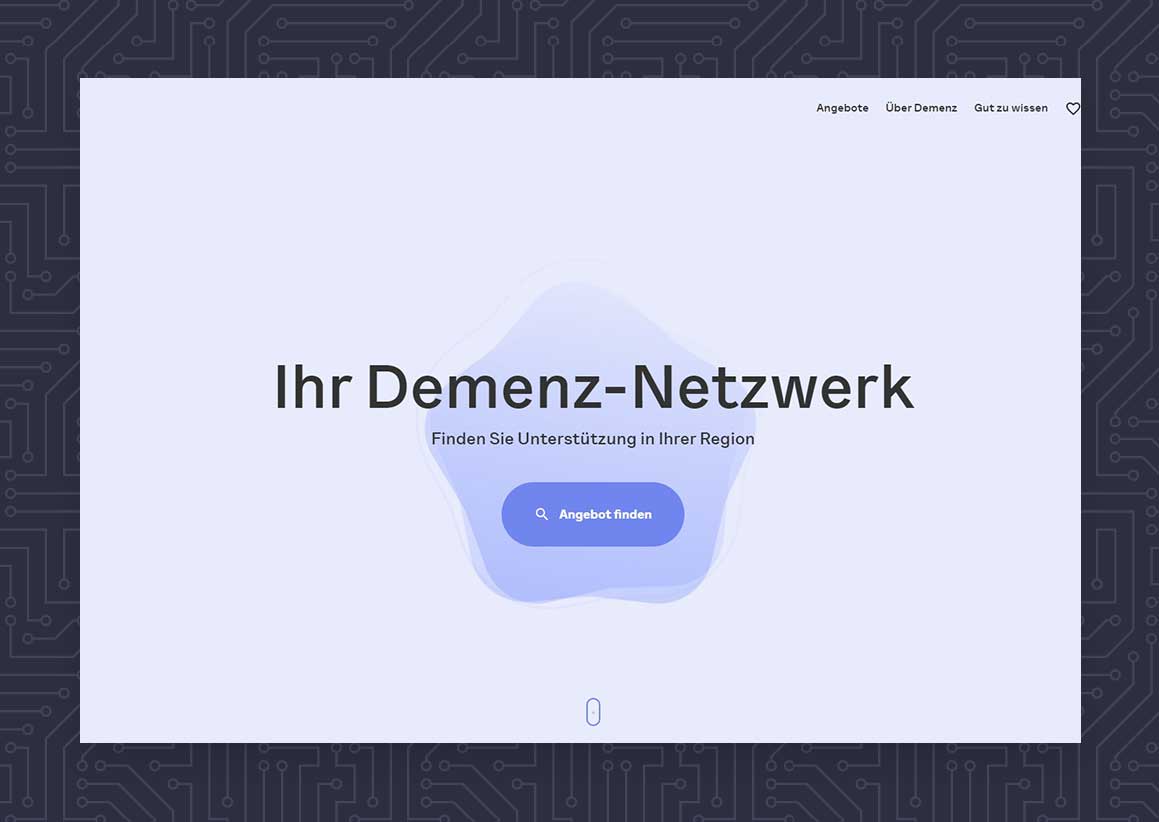 Angebote Über Demenz Gut zu wissen
Ihr Demenz-Netzwerk
Finden Sie Unterstützung in Ihrer Region
Angebot finden